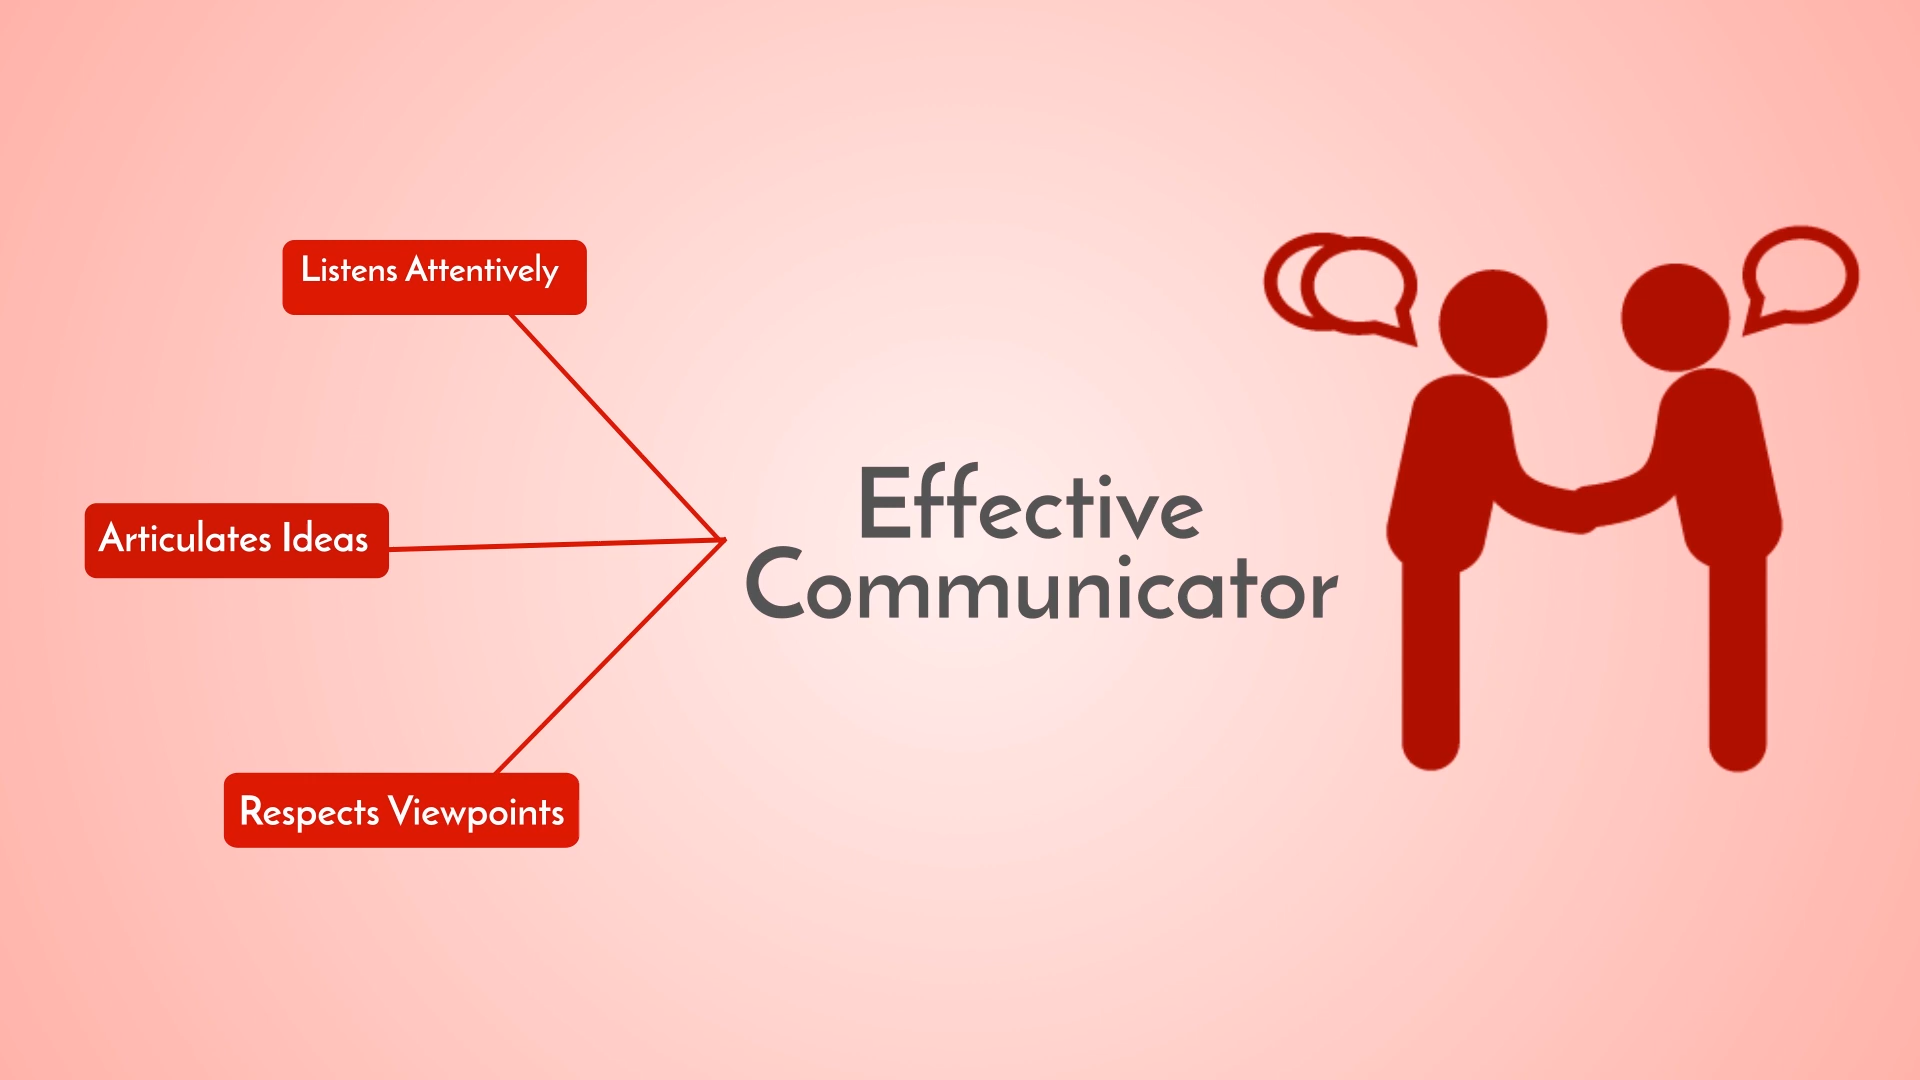 Listens Attentively
Articulates Ideas
Effective
Communicator
Respects Viewpoints